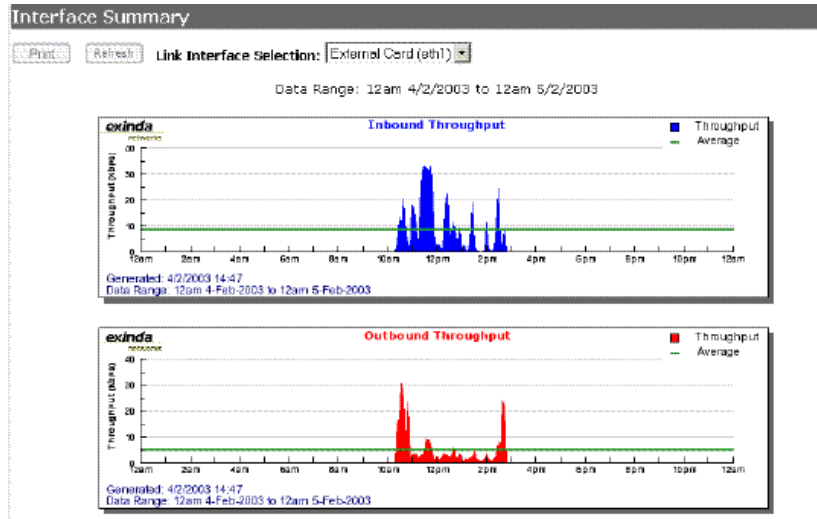 Interface Summary
Print Refresh Link Interface Selection: External Card (eth1)
Data Range: 12am 4/2/2003 to 12am 5/2/2003
exinda
networks
Inbound Throughput
Throughput
Average
Throughput (kbps)
40
30
20
10
0
12am 2am 4am 6am 8am 10am 12pm 2pm 4pm 6pm 8pm 10pm 12am
Generated: 4/2/2003 14:47
Data Range: 12am 4-Feb-2003 to 12am 5-Feb-2003
exinda
networks
Outbound Throughput
Throughput
Average
Throughput (kbps)
40
30
20
10
0
12am 2am 4am 6am 8am 10am 12pm 2pm 4pm 6pm 8pm 10pm 12am
Generated: 4/2/2003 14:47
Data Range: 12am 4-Feb-2003 to 12am 5-Feb-2003